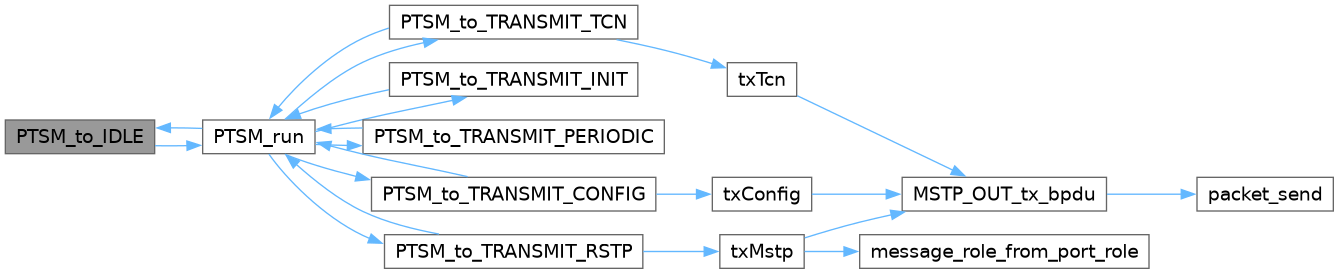 PTSM_to_IDLE
PTSM_run
PTSM_to_TRANSMIT_TCN
PTSM_to_TRANSMIT_INIT
PTSM_to_TRANSMIT_PERIODIC
PTSM_to_TRANSMIT_CONFIG
PTSM_to_TRANSMIT_RSTP
txTcn
txConfig
txMstp
MSTP_OUT_tx_bpdu
message_role_from_port_role
packet_send